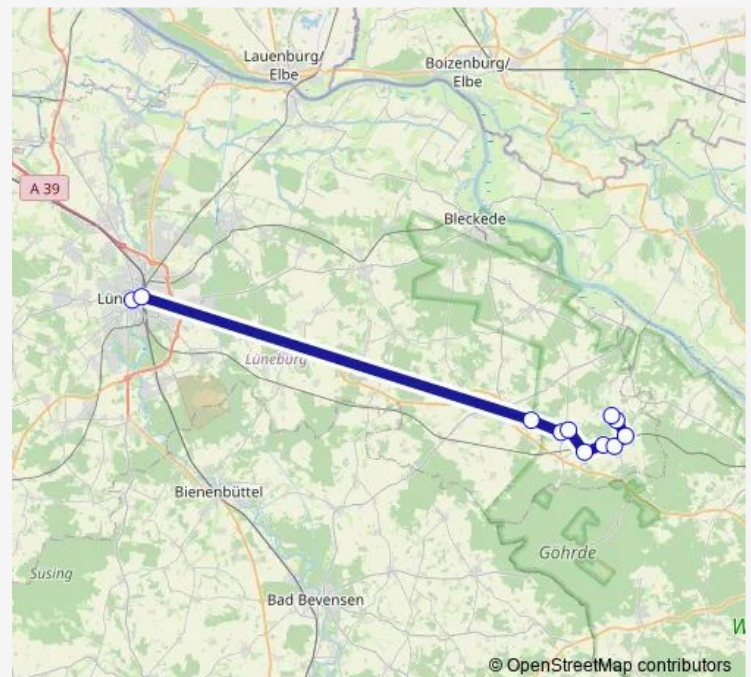 Lauenburg/
Elbe
Boizenburg/
Elbe
A 39
Bleckede
Lün
Lüneburg
Bienenbüttel
Göhrde
Susing
Bad Bevensen
© OpenStreetMap contributors